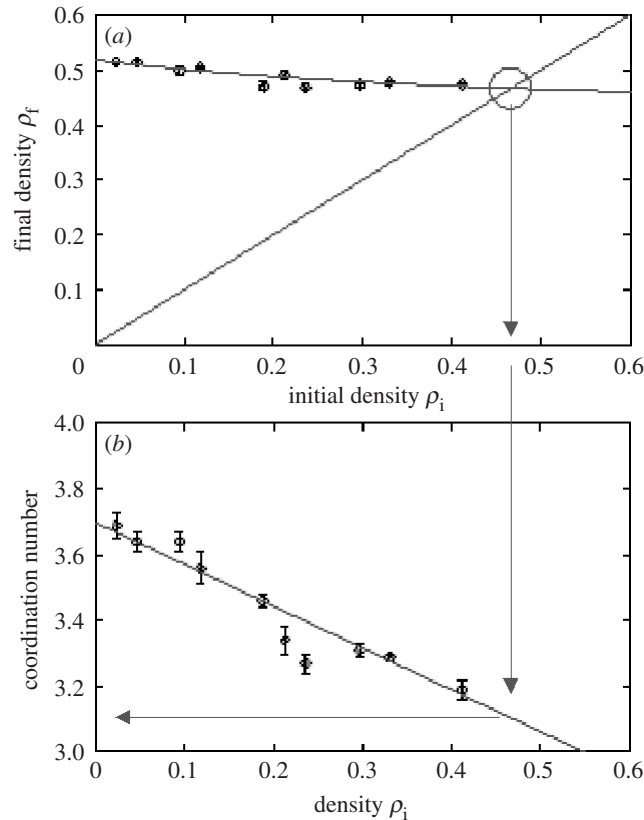 0.6
(a)
0.5
0.4
0.3
0.2
0.1
final density ρf
0 0.1 0.2 0.3 0.4 0.5 0.6
initial density ρi
4.0
(b)
3.8
3.6
3.4
3.2
3.0
coordination number
0 0.1 0.2 0.3 0.4 0.5 0.6
density ρi